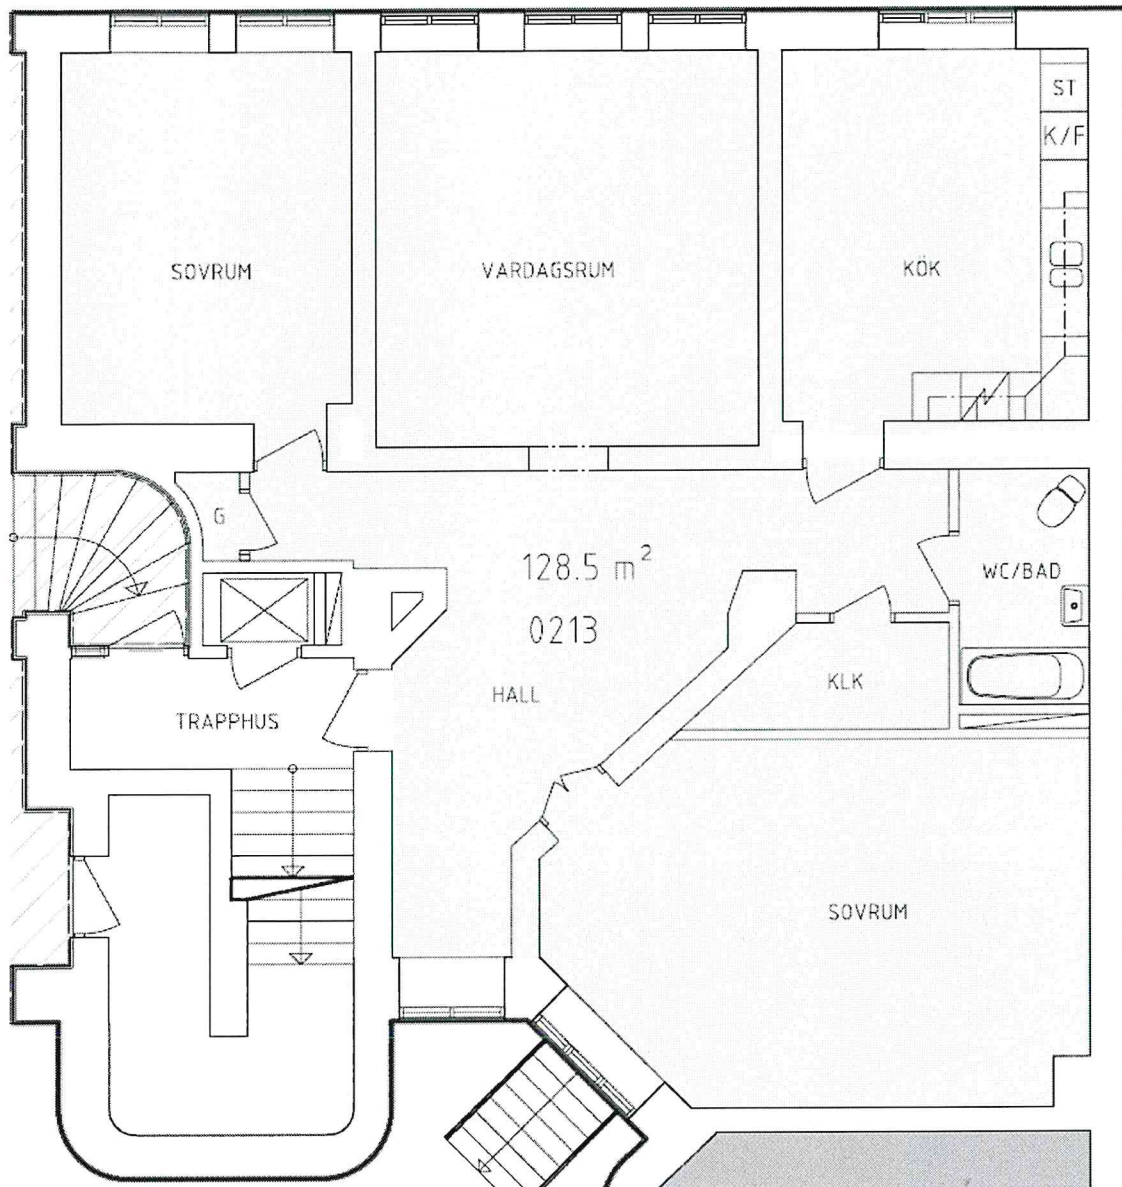 ST
K/F
SOVRUM
VARDAGSRUM
KÖK
G
128.5 m²
0213
WC/BAD
HALL
KLK
TRAPPHUS
SOVRUM